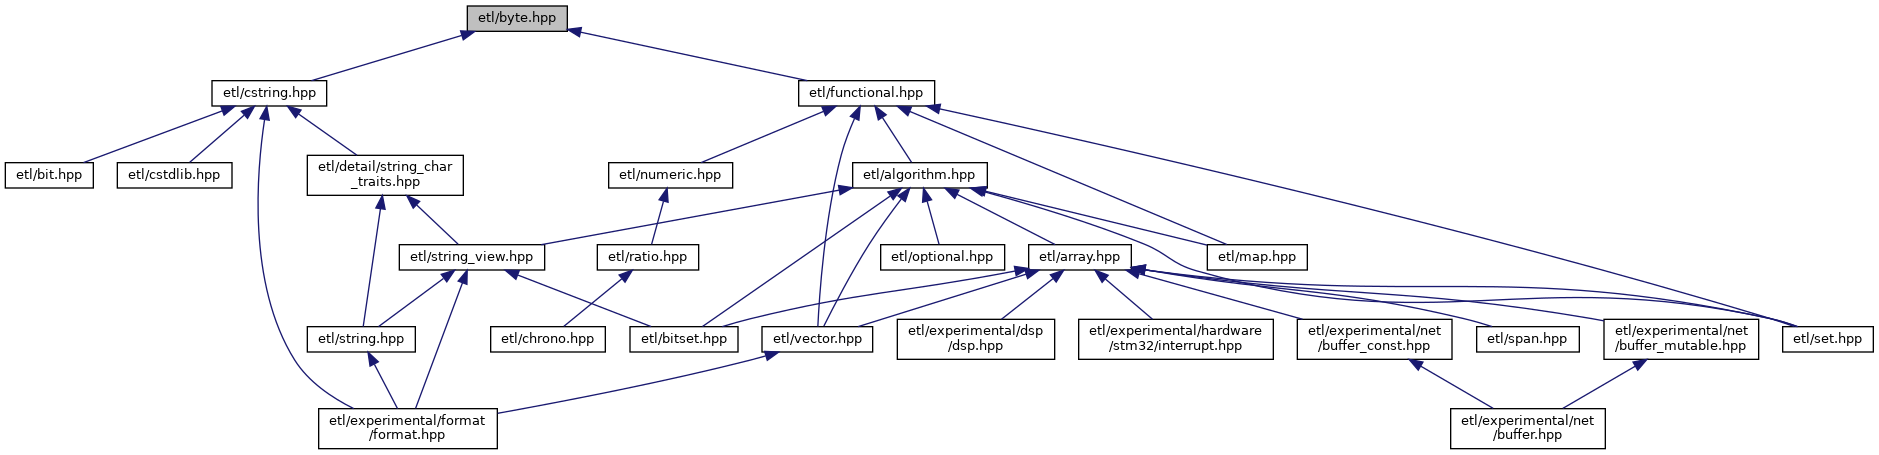 etl/byte.hpp
etl/cstring.hpp
etl/functional.hpp
etl/bit.hpp
etl/cstdlib.hpp
etl/detail/string_char
_traits.hpp
etl/numeric.hpp
etl/algorithm.hpp
etl/string_view.hpp
etl/ratio.hpp
etl/optional.hpp
etl/array.hpp
etl/map.hpp
etl/string.hpp
etl/chrono.hpp
etl/bitset.hpp
etl/vector.hpp
etl/experimental/dsp
/dsp.hpp
etl/experimental/hardware
/stm32/interrupt.hpp
etl/experimental/net
/buffer_const.hpp
etl/span.hpp
etl/experimental/net
/buffer_mutable.hpp
etl/set.hpp
etl/experimental/format
/format.hpp
etl/experimental/net
/buffer.hpp